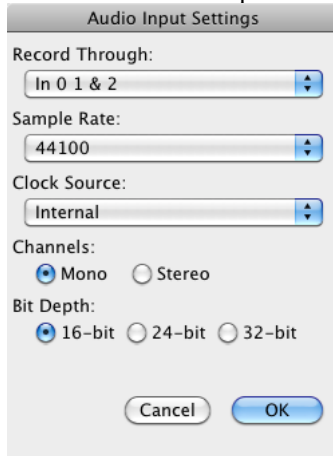 Audio Input Settings
Record Through:
In 0 1 & 2
Sample Rate:
44100
Clock Source:
Internal
Channels:
Mono Stereo
Bit Depth:
16-bit 24-bit 32-bit
Cancel OK